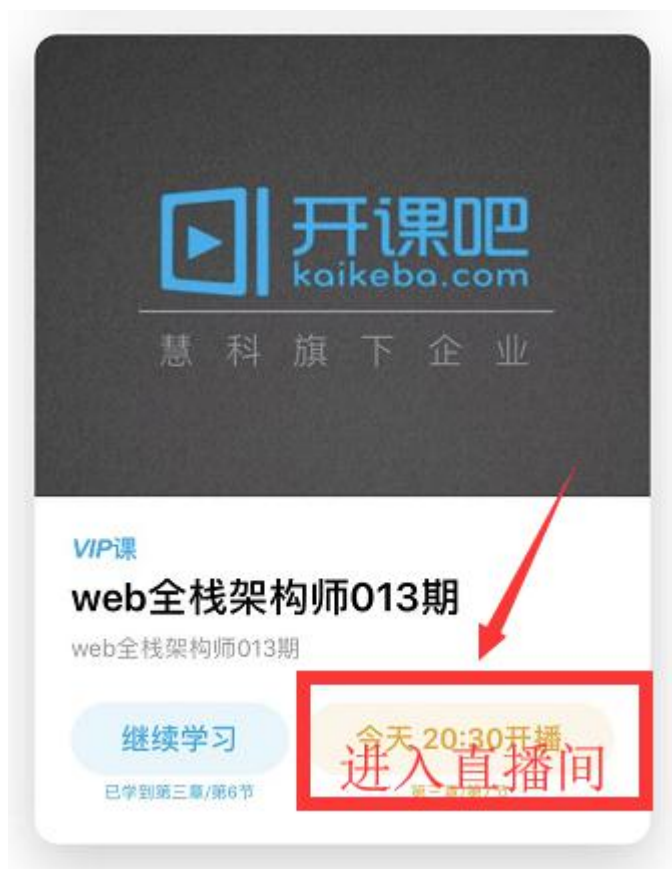 开课吧
kaikeba.com
慧科旗下企业
VIP课
web全栈架构师013期
web全栈架构师013期
继续学习
今天 20:30开播
进入直播间
已学到第三章/第6节